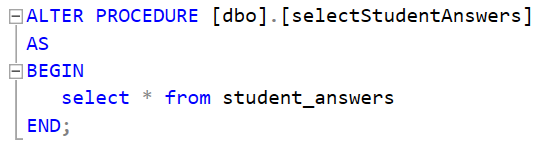 ALTER PROCEDURE [dbo].[selectStudentAnswers]
AS
BEGIN
select * from student_answers
END;